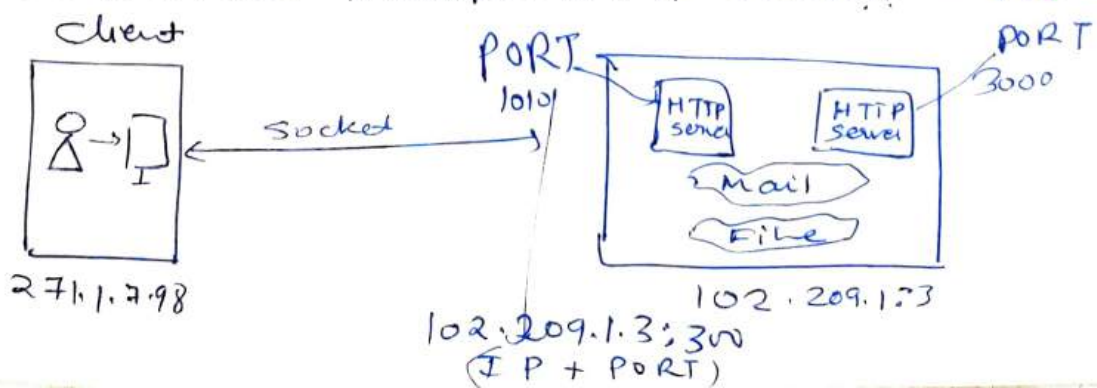 Client
PORT
1010
PORT
3000
HTTP
server
HTTP
server
Socket
Mail
File
271.1.7.98
102.209.1.3
102.209.1.3:300
(IP + PORT)